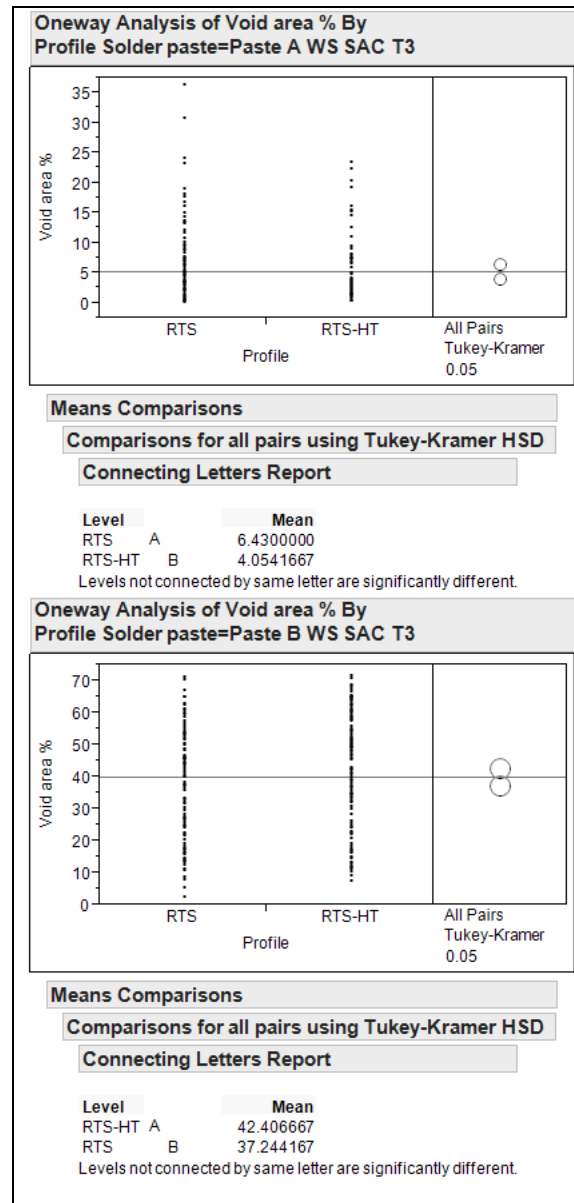 Oneway Analysis of Void area % By
Profile Solder paste=Paste A WS SAC T3
35
30
25
20
15
10
5
0
Void area %
RTS
RTS-HT
Profile
All Pairs
Tukey-Kramer
0.05
Means Comparisons
Comparisons for all pairs using Tukey-Kramer HSD
Connecting Letters Report
Level Mean
RTS A 6.4300000
RTS-HT B 4.0541667
Levels not connected by same letter are significantly different.
Oneway Analysis of Void area % By
Profile Solder paste=Paste B WS SAC T3
70
60
50
40
30
20
10
0
Void area %
RTS
RTS-HT
Profile
All Pairs
Tukey-Kramer
0.05
Means Comparisons
Comparisons for all pairs using Tukey-Kramer HSD
Connecting Letters Report
Level Mean
RTS-HT A 42.406667
RTS B 37.244167
Levels not connected by same letter are significantly different.